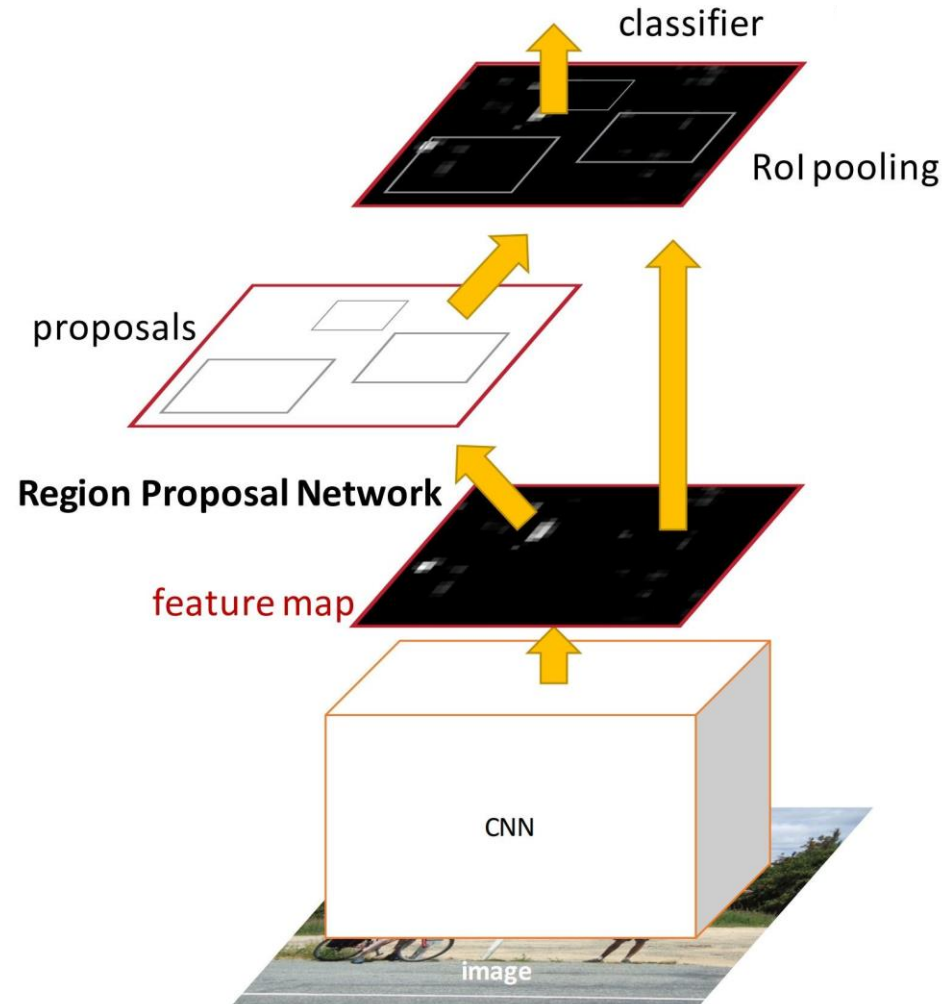 classifier
RoI pooling
proposals
Region Proposal Network
feature map
CNN
image